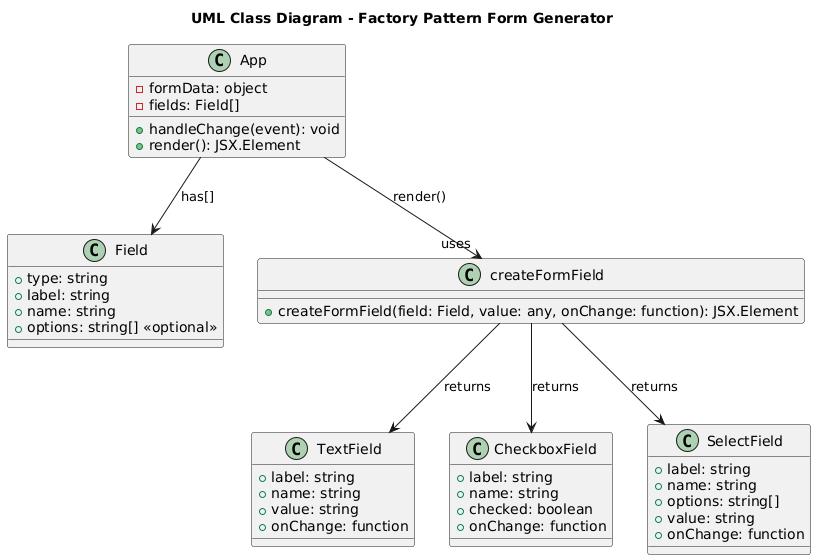 UML Class Diagram - Factory Pattern Form Generator
C App
formData: object
fields: Field[]
handleChange(event): void
render(): JSX.Element
has[]
render()
uses
C Field
type: string
label: string
name: string
options: string[] «optional»
C createFormField
createFormField(field: Field, value: any, onChange: function): JSX.Element
returns
returns
returns
C TextField
label: string
name: string
value: string
onChange: function
C CheckboxField
label: string
name: string
checked: boolean
onChange: function
C SelectField
label: string
name: string
options: string[]
value: string
onChange: function